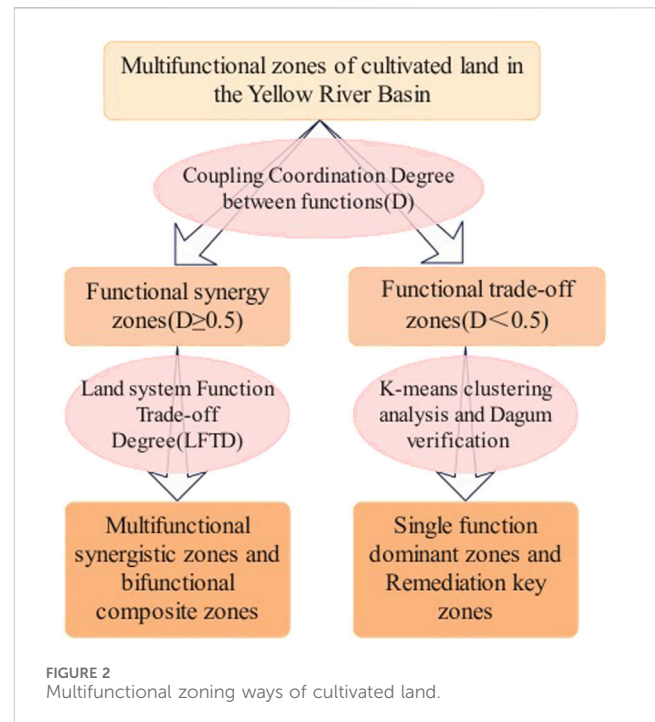 Multifunctional zones of cultivated land in
the Yellow River Basin
Coupling Coordination Degree
between functions(D)
Functional synergy
zones(D≥0.5)
Functional trade-off
zones(D＜0.5)
Land system Function
Trade-off
Degree(LFTD)
K-means clustering
analysis and Dagum
verification
Multifunctional
synergistic zones and
bifunctional
composite zones
Single function
dominant zones and
Remediation key
zones
FIGURE 2
Multifunctional zoning ways of cultivated land.